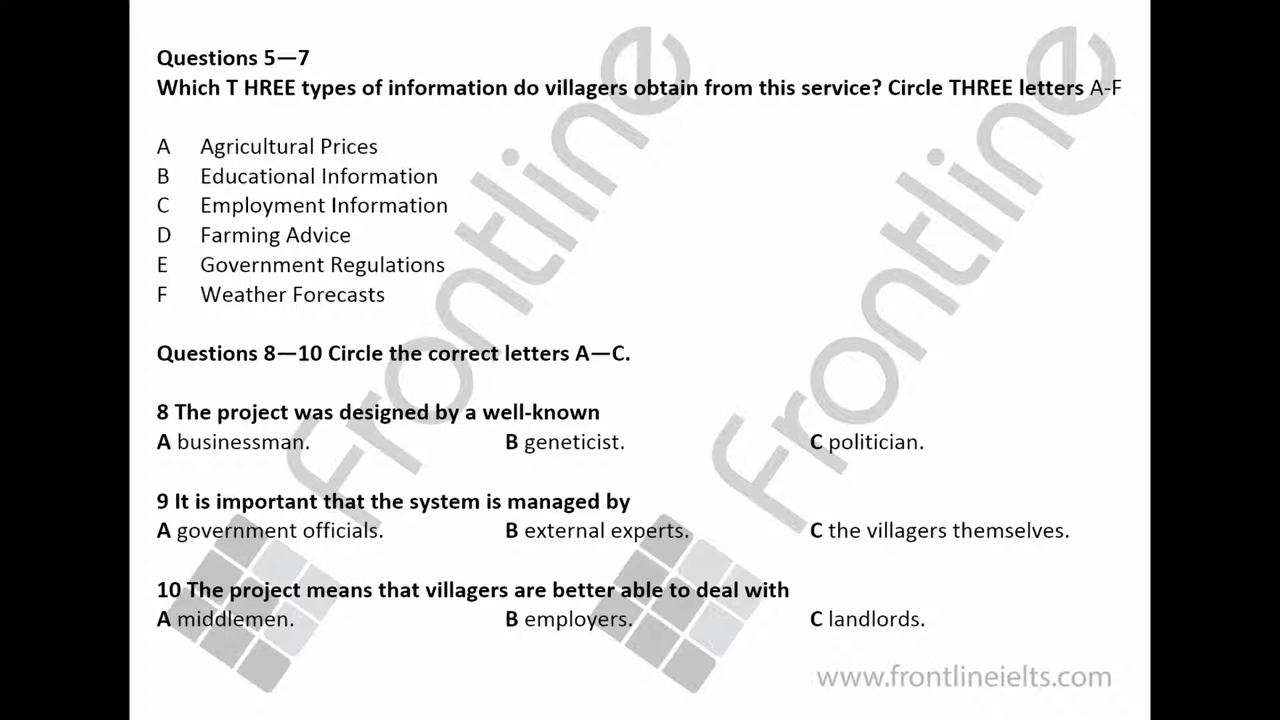 Questions 5—7
Which T HREE types of information do villagers obtain from this service? Circle THREE letters A-F
A Agricultural Prices
B Educational Information
C Employment Information
D Farming Advice
E Government Regulations
F Weather Forecasts
Questions 8—10 Circle the correct letters A—C.
8 The project was designed by a well-known
A businessman. B geneticist. C politician.
9 It is important that the system is managed by
A government officials. B external experts. C the villagers themselves.
10 The project means that villagers are better able to deal with
A middlemen. B employers. C landlords.
Frontline
Frontline
www.frontlineielts.com